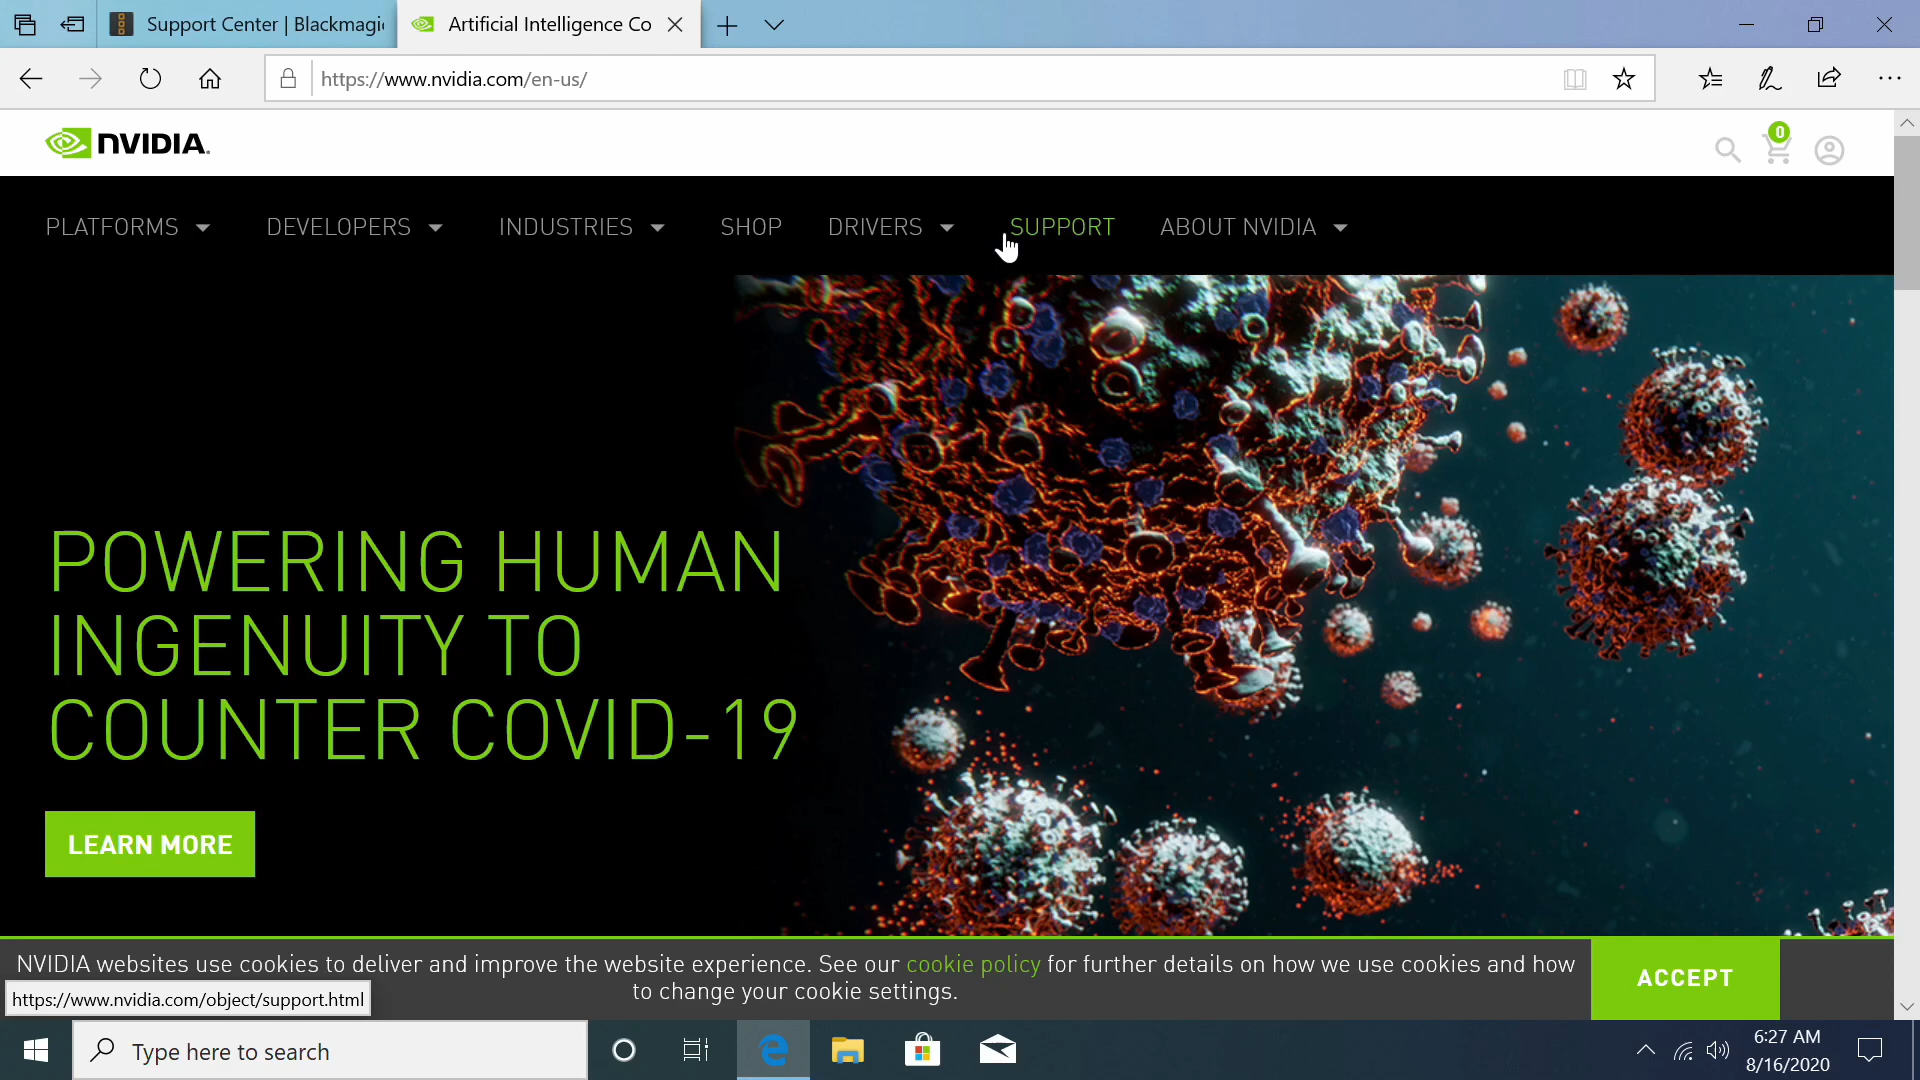 Support Center | Blackmagi
Artificial Intelligence Co
https://www.nvidia.com/en-us/
NVIDIA.
0
PLATFORMS
DEVELOPERS
INDUSTRIES
SHOP
DRIVERS
SUPPORT
ABOUT NVIDIA
POWERING HUMAN
INGENUITY TO
COUNTER COVID-19
LEARN MORE
NVIDIA websites use cookies to deliver and improve the website experience. See our cookie policy for further details on how we use cookies and how
to change your cookie settings.
ACCEPT
https://www.nvidia.com/object/support.html
Type here to search
6:27 AM
8/16/2020